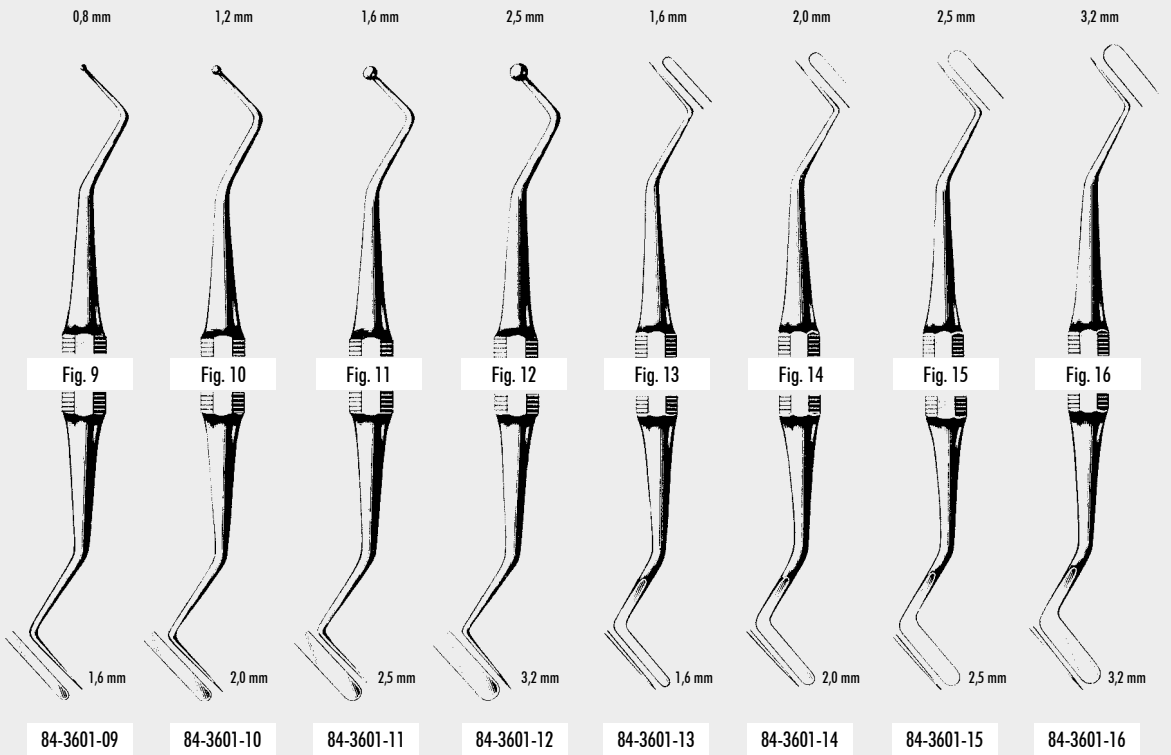 0,8 mm
1,2 mm
1,6 mm
2,5 mm
1,6 mm
2,0 mm
2,5 mm
3,2 mm
Fig. 9
Fig. 10
Fig. 11
Fig. 12
Fig. 13
Fig. 14
Fig. 15
Fig. 16
1,6 mm
2,0 mm
2,5 mm
3,2 mm
1,6 mm
2,0 mm
2,5 mm
3,2 mm
84-3601-09
84-3601-10
84-3601-11
84-3601-12
84-3601-13
84-3601-14
84-3601-15
84-3601-16